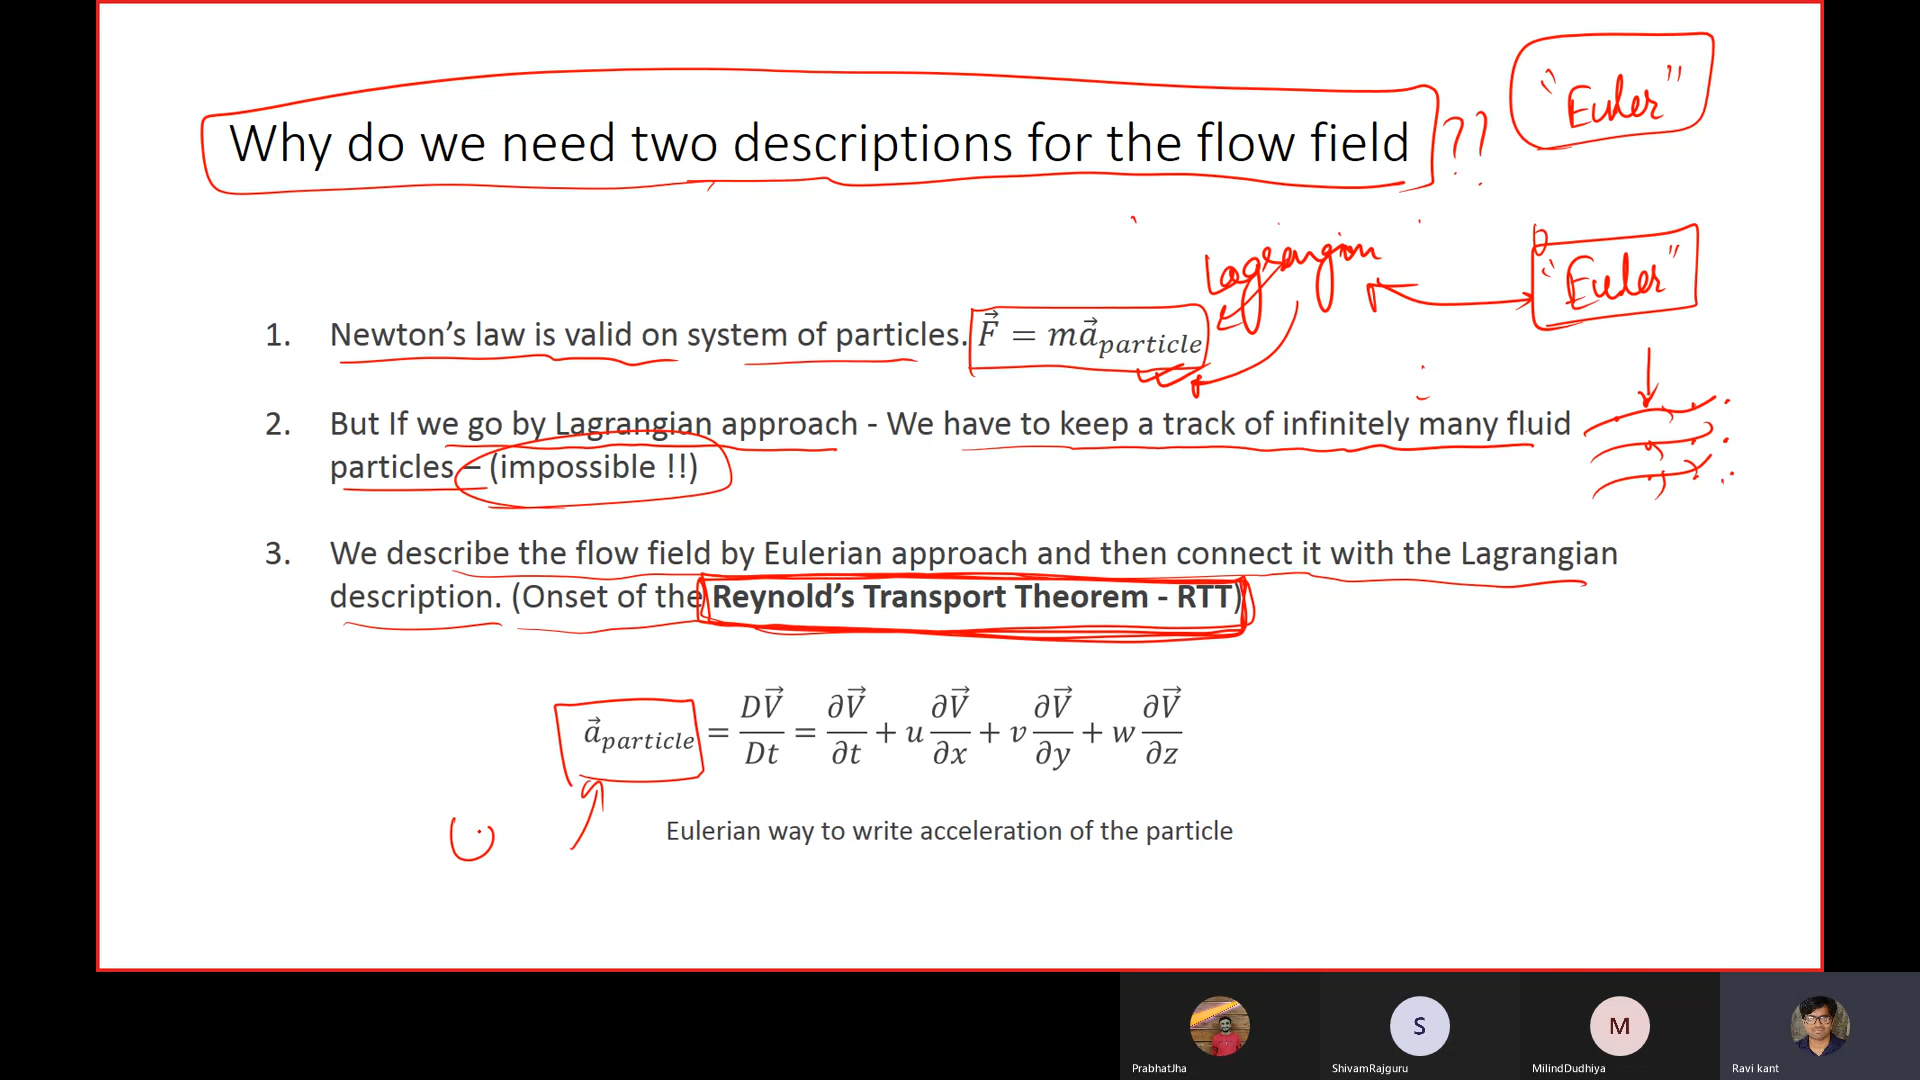 "Euler"
Why do we need two descriptions for the flow field ??
Lagrangian
"Euler"
1. Newton's law is valid on system of particles. F⃗ = ma⃗particle
2. But If we go by Lagrangian approach - We have to keep a track of infinitely many fluid
particles – (impossible !!)
3. We describe the flow field by Eulerian approach and then connect it with the Lagrangian
description. (Onset of the Reynold's Transport Theorem - RTT)
a⃗particle = DV⃗/Dt = ∂V⃗/∂t + u ∂V⃗/∂x + v ∂V⃗/∂y + w ∂V⃗/∂z
Eulerian way to write acceleration of the particle
S
M
PrabhatJha
ShivamRajguru
MilindDudhiya
Ravi kant